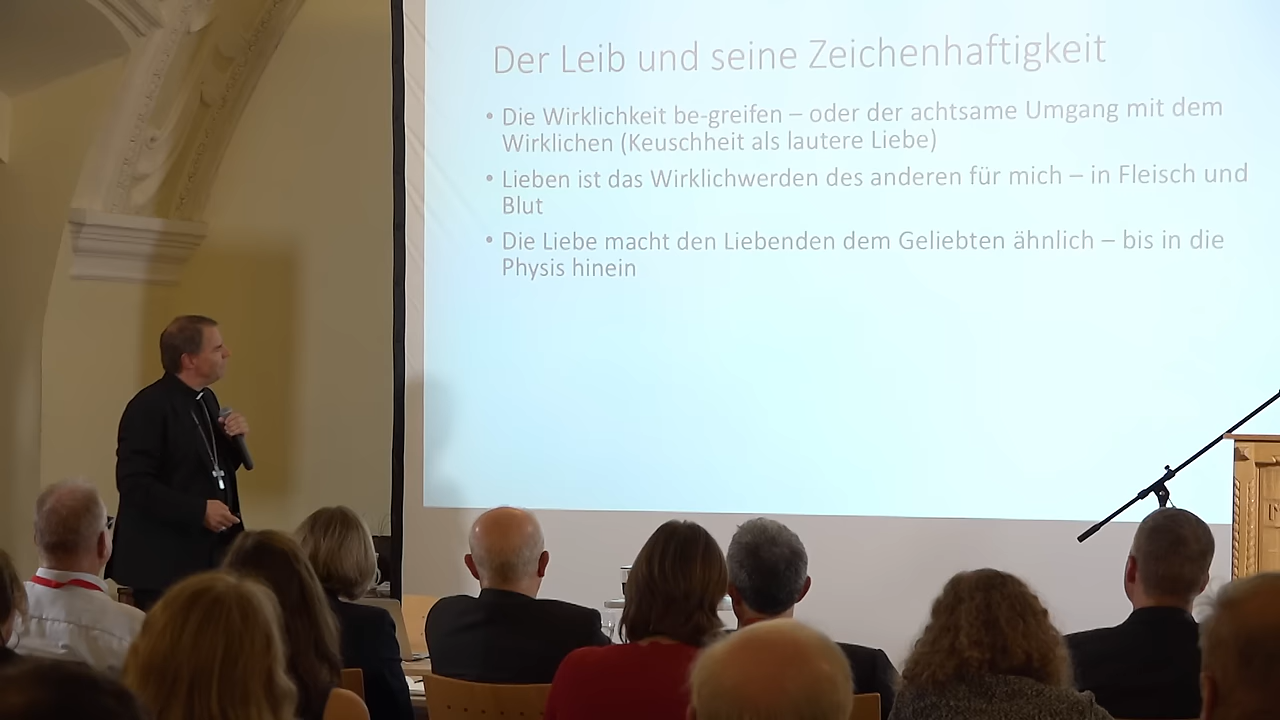 Der Leib und seine Zeichenhaftigkeit
• Die Wirklichkeit be-greifen – oder der achtsame Umgang mit dem
Wirklichen (Keuschheit als lautere Liebe)
• Lieben ist das Wirklichwerden des anderen für mich – in Fleisch und
Blut
• Die Liebe macht den Liebenden dem Geliebten ähnlich – bis in die
Physis hinein